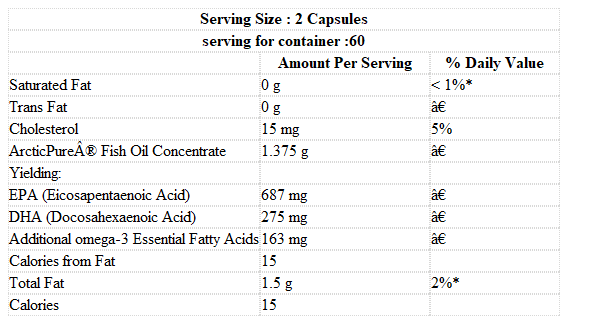 Serving Size : 2 Capsules
serving for container :60
Amount Per Serving % Daily Value
Saturated Fat 0 g < 1%*
Trans Fat 0 g â€
Cholesterol 15 mg 5%
ArcticPureÂ® Fish Oil Concentrate 1.375 g â€
Yielding:
EPA (Eicosapentaenoic Acid) 687 mg â€
DHA (Docosahexaenoic Acid) 275 mg â€
Additional omega-3 Essential Fatty Acids 163 mg â€
Calories from Fat 15
Total Fat 1.5 g 2%*
Calories 15